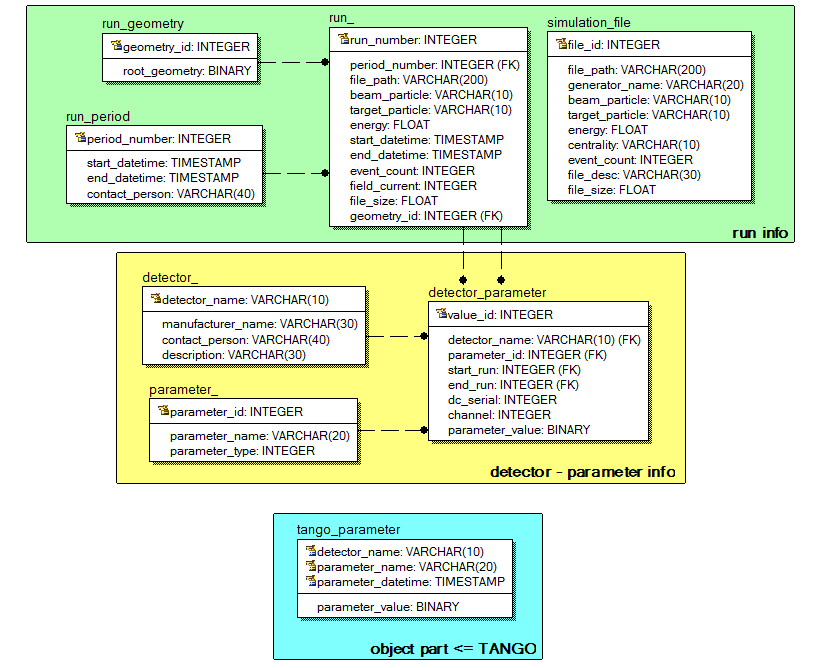 run_geometry
geometry_id: INTEGER
root_geometry: BINARY
run_period
period_number: INTEGER
start_datetime: TIMESTAMP
end_datetime: TIMESTAMP
contact_person: VARCHAR(40)
run_
run_number: INTEGER
period_number: INTEGER (FK)
file_path: VARCHAR(200)
beam_particle: VARCHAR(10)
target_particle: VARCHAR(10)
energy: FLOAT
start_datetime: TIMESTAMP
end_datetime: TIMESTAMP
event_count: INTEGER
field_current: INTEGER
file_size: FLOAT
geometry_id: INTEGER (FK)
simulation_file
file_id: INTEGER
file_path: VARCHAR(200)
generator_name: VARCHAR(20)
beam_particle: VARCHAR(10)
target_particle: VARCHAR(10)
energy: FLOAT
centrality: VARCHAR(10)
event_count: INTEGER
file_desc: VARCHAR(30)
file_size: FLOAT
run info
detector_
detector_name: VARCHAR(10)
manufacturer_name: VARCHAR(30)
contact_person: VARCHAR(40)
description: VARCHAR(30)
parameter_
parameter_id: INTEGER
parameter_name: VARCHAR(20)
parameter_type: INTEGER
detector_parameter
value_id: INTEGER
detector_name: VARCHAR(10) (FK)
parameter_id: INTEGER (FK)
start_run: INTEGER (FK)
end_run: INTEGER (FK)
dc_serial: INTEGER
channel: INTEGER
parameter_value: BINARY
detector - parameter info
tango_parameter
detector_name: VARCHAR(10)
parameter_name: VARCHAR(20)
parameter_datetime: TIMESTAMP
parameter_value: BINARY
object part <= TANGO